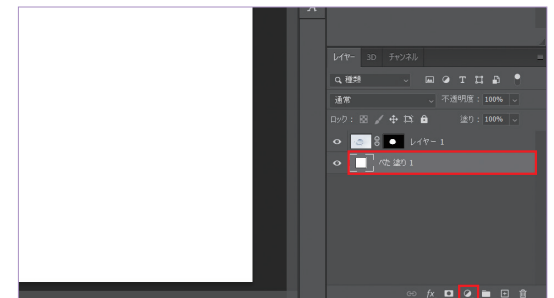 A
レイヤー 3D チャンネル
種類 T
通常 不透明度 : 100%
ロック : 塗り : 100%
レイヤー 1
べた塗り 1
fx